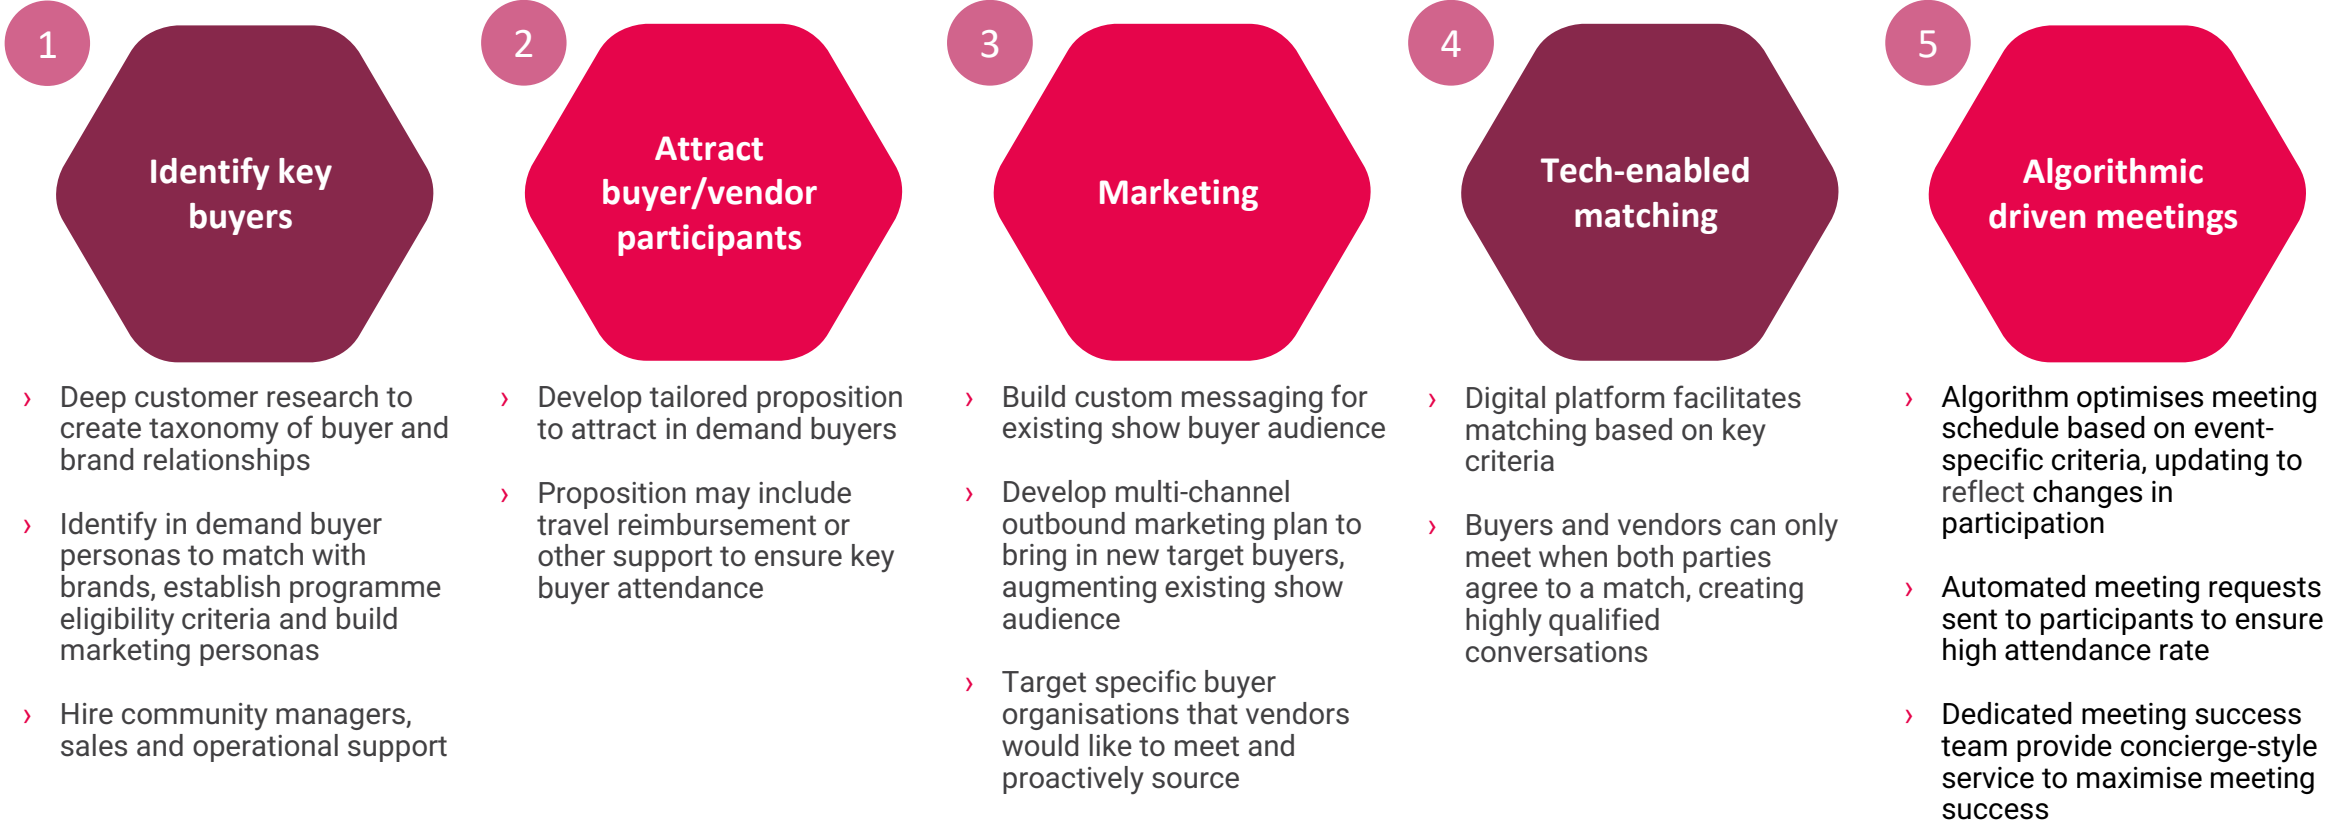 1
Identify key
buyers
› Deep customer research to
create taxonomy of buyer and
brand relationships
› Identify in demand buyer
personas to match with
brands, establish programme
eligibility criteria and build
marketing personas
› Hire community managers,
sales and operational support
2
Attract
buyer/vendor
participants
› Develop tailored proposition
to attract in demand buyers
› Proposition may include
travel reimbursement or
other support to ensure key
buyer attendance
3
Marketing
› Build custom messaging for
existing show buyer audience
› Develop multi-channel
outbound marketing plan to
bring in new target buyers,
augmenting existing show
audience
› Target specific buyer
organisations that vendors
would like to meet and
proactively source
4
Tech-enabled
matching
› Digital platform facilitates
matching based on key
criteria
› Buyers and vendors can only
meet when both parties
agree to a match, creating
highly qualified
conversations
5
Algorithmic
driven meetings
› Algorithm optimises meeting
schedule based on event-
specific criteria, updating to
reflect changes in
participation
› Automated meeting requests
sent to participants to ensure
high attendance rate
› Dedicated meeting success
team provide concierge-style
service to maximise meeting
success